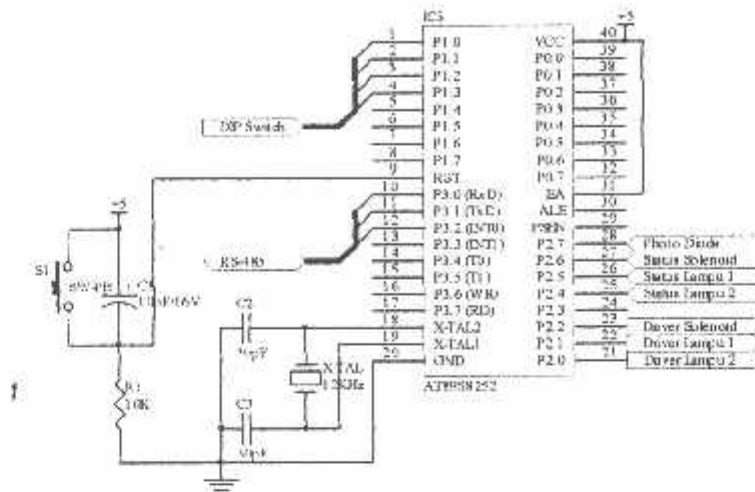 IC3
+5
1 P1.0 VCC 40
2 P1.1 P0.0 39
3 P1.2 P0.1 38
4 P1.3 P0.2 37
5 P1.4 P0.3 36
6 P1.5 P0.4 35
7 P1.6 P0.5 34
8 P1.7 P0.6 33
9 RST P0.7 32
10 P3.0 (RxD) EA 31
11 P3.1 (TxD) ALE 30
12 P3.2 (INT0) PSEN 29
13 P3.3 (INT1) P2.7 28 Photo Diode
14 P3.4 (T0) P2.6 27 Status Solenoid
15 P3.5 (T1) P2.5 26 Status Lampu 1
16 P3.6 (WR) P2.4 25 Status Lampu 2
17 P3.7 (RD) P2.3 24
18 X-TAL2 P2.2 23 Driver Solenoid
19 X-TAL1 P2.1 22 Driver Lampu 1
20 GND P2.0 21 Driver Lampu 2
AT89S8252
DIP Switch
RS-485
+5
S1
SW-PB
C2
X-TAL
C3
10K